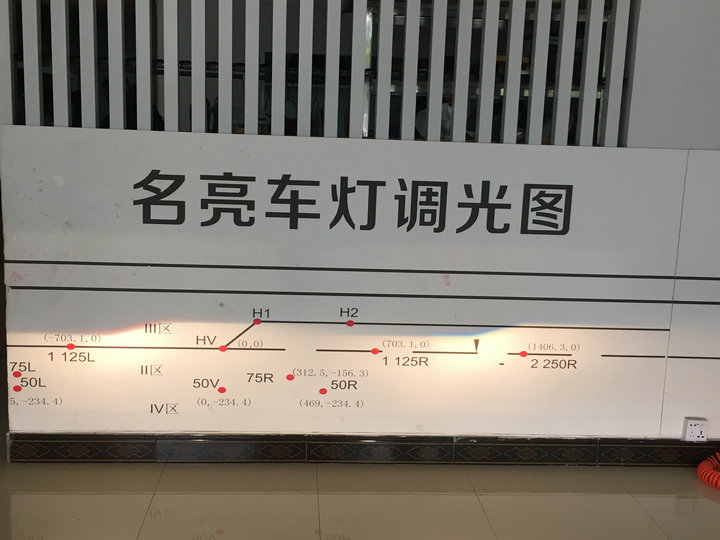 名亮车灯调光图
H1 H2
III区
(-703.1,0) HV (0,0) (703.1,0) (1406.3,0)
1 125L 1 125R 2 250R
75L II区 75R (312.5,-156.3)
50L 50V 50R
5,-234.4) IV区 (0,-234.4) (469,-234.4)